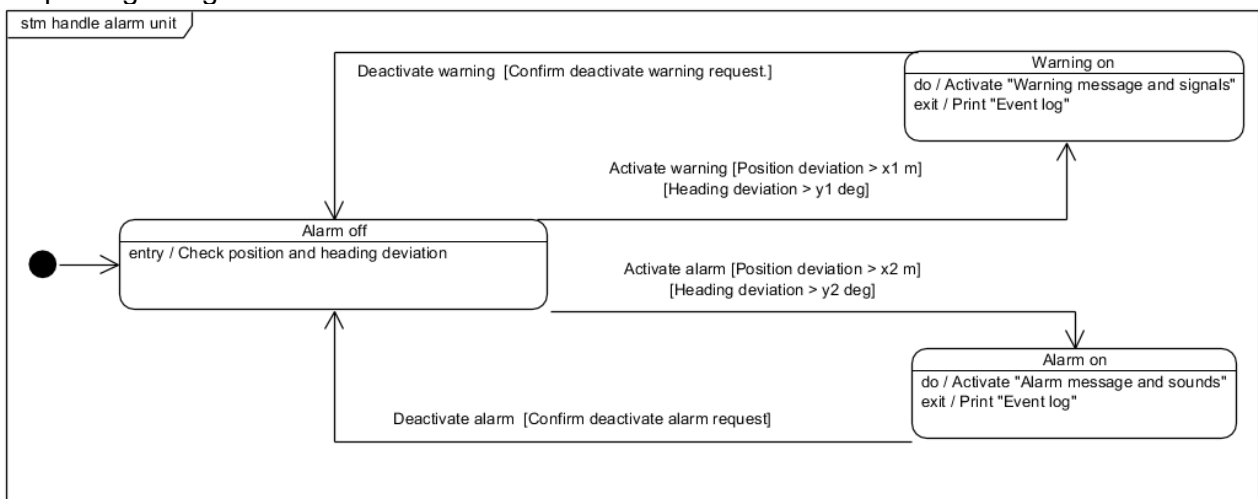 stm handle alarm unit
Deactivate warning [Confirm deactivate warning request.]
Warning on
do / Activate "Warning message and signals"
exit / Print "Event log"
Activate warning [Position deviation > x1 m]
[Heading deviation > y1 deg]
Alarm off
entry / Check position and heading deviation
Activate alarm [Position deviation > x2 m]
[Heading deviation > y2 deg]
Alarm on
do / Activate "Alarm message and sounds"
exit / Print "Event log"
Deactivate alarm [Confirm deactivate alarm request]